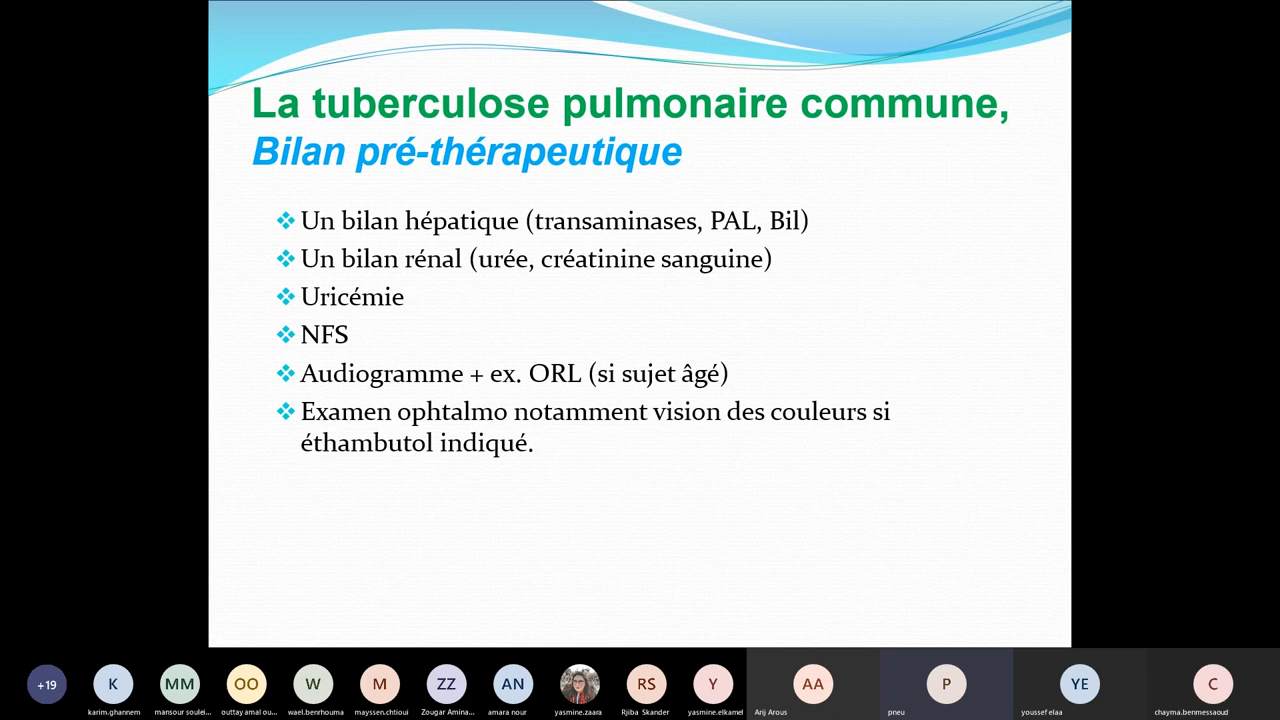 La tuberculose pulmonaire commune,
Bilan pré-thérapeutique
Un bilan hépatique (transaminases, PAL, Bil)
Un bilan rénal (urée, créatinine sanguine)
Uricémie
NFS
Audiogramme + ex. ORL (si sujet âgé)
Examen ophtalmo notamment vision des couleurs si
éthambutol indiqué.
+19 K MM OO W M ZZ AN RS Y AA P YE C
karim.ghannem mansour soulei... outtay amal ou... wael.benrhouma mayssen.chtioui Zougar Amina... amara nour yasmine.zaara Rjiba Skander yasmine.elkamel Arij Arous pneu youssef elaa chayma.benmessaoud